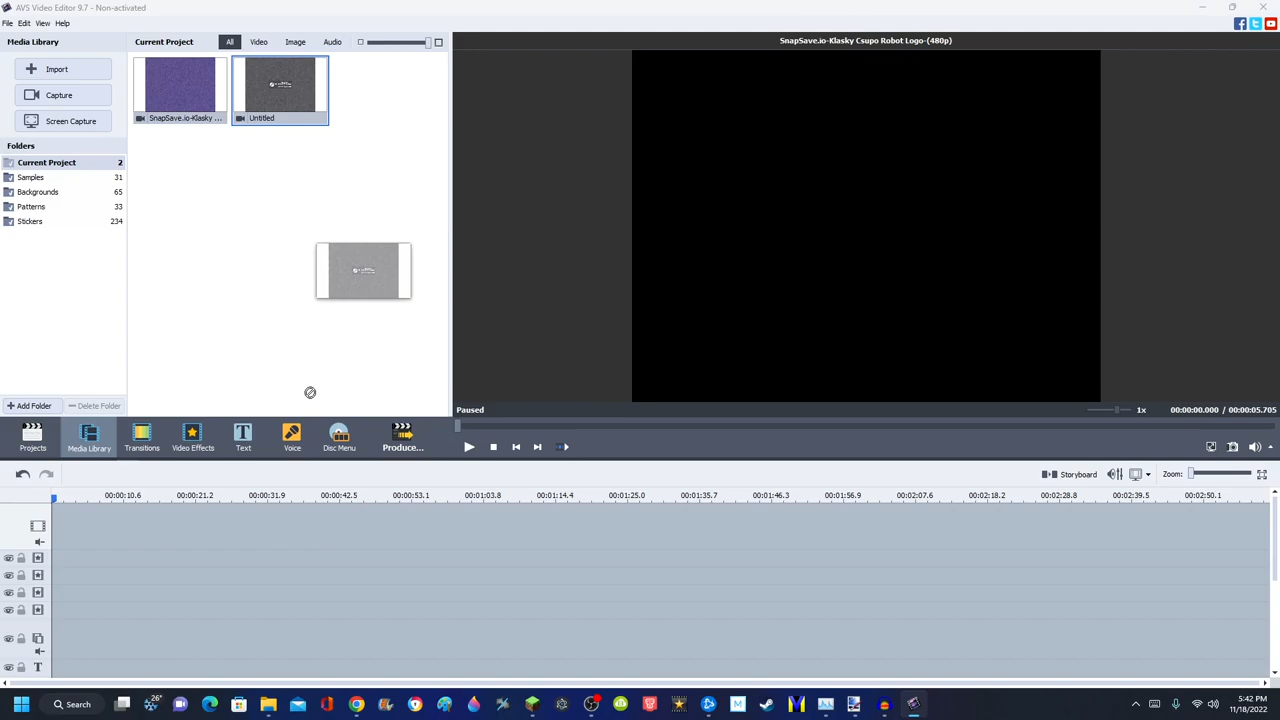 AVS Video Editor 9.7 - Non-activated
File Edit View Help
Media Library
Current Project All Video Image Audio
SnapSave.io-Klasky Csupo Robot Logo-(480p)
Import
Capture
Screen Capture
SnapSave.io-Klasky ...
Untitled
Folders
Current Project 2
Samples 31
Backgrounds 65
Patterns 33
Stickers 234
Add Folder Delete Folder
Paused 1x 00:00:00.000 / 00:00:05.705
Projects Media Library Transitions Video Effects Text Voice Disc Menu Produce...
Storyboard Zoom:
00:00:10.6 00:00:21.2 00:00:31.9 00:00:42.5 00:00:53.1 00:01:03.8 00:01:14.4 00:01:25.0 00:01:35.7 00:01:46.3 00:01:56.9 00:02:07.6 00:02:18.2 00:02:28.8 00:02:39.5 00:02:50.1
T
26°
Search
5:42 PM
11/18/2022